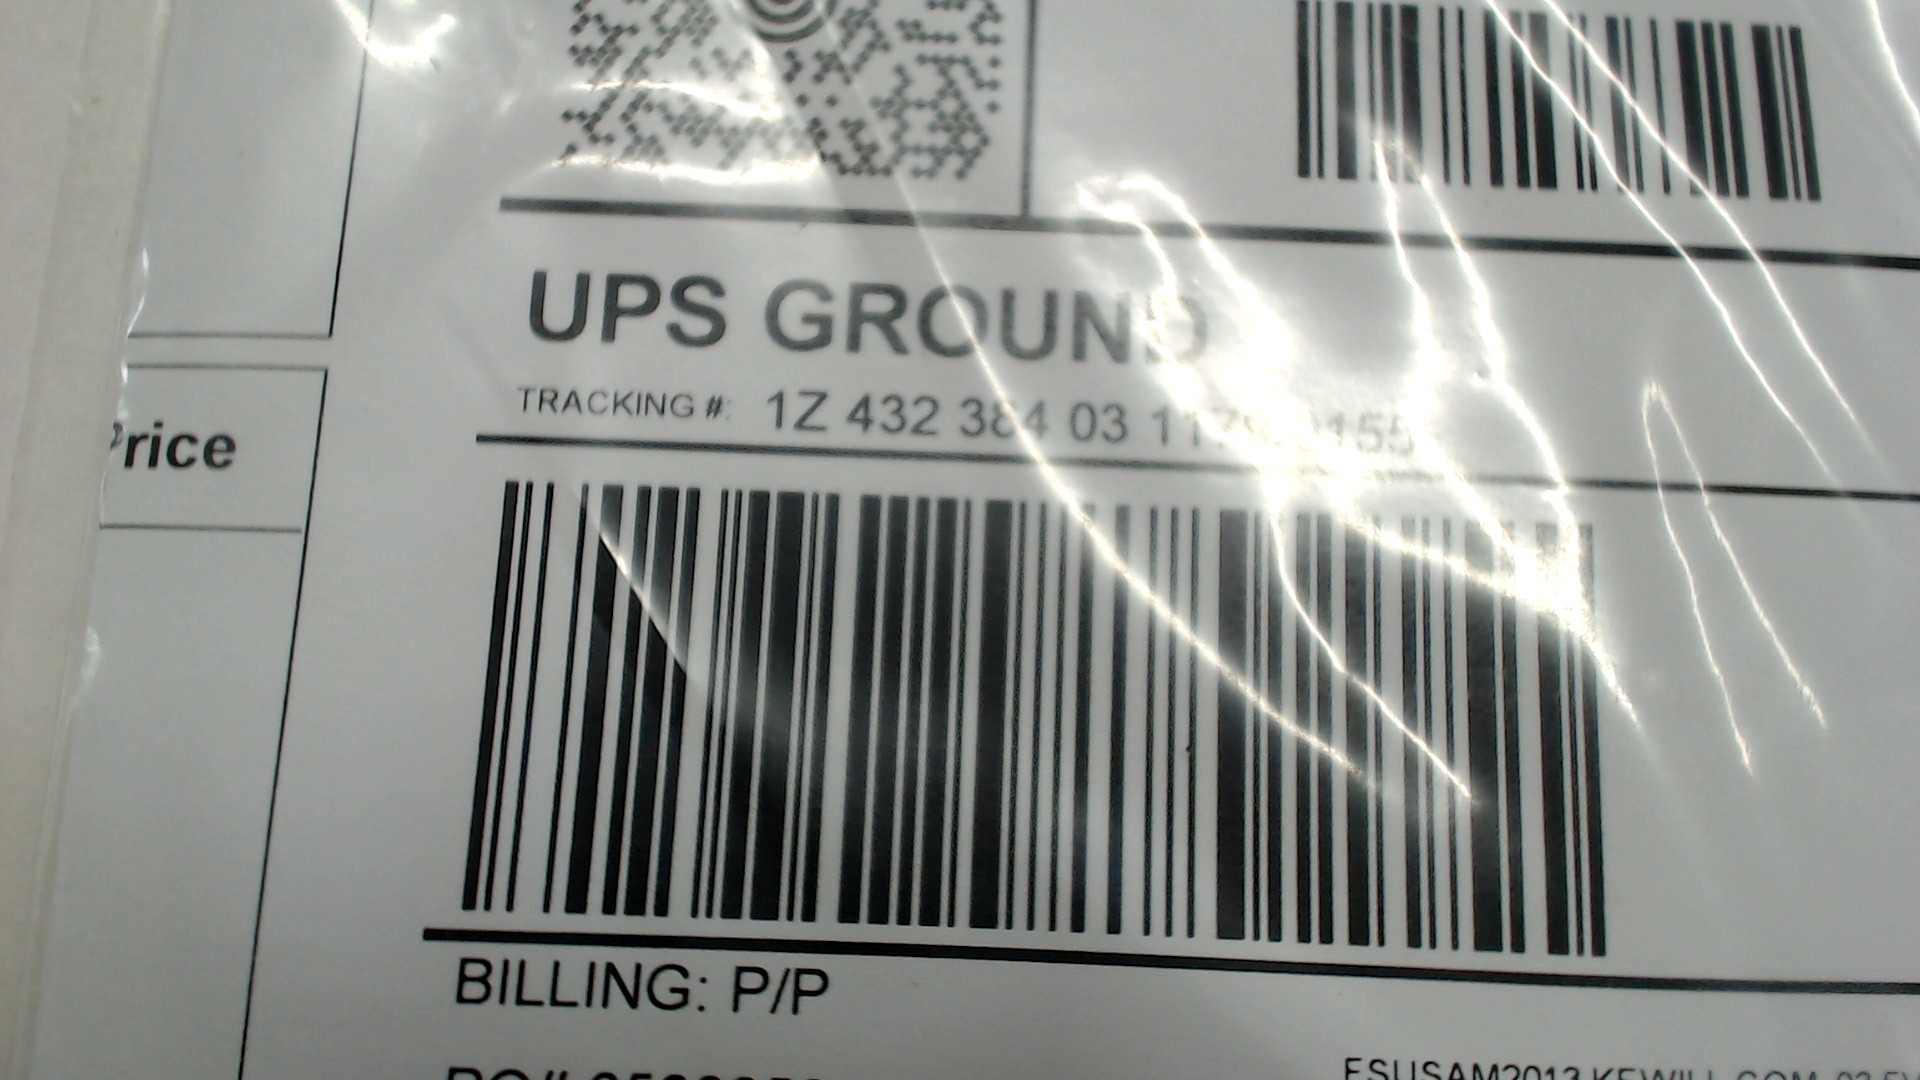 UPS GROUND
TRACKING #: 1Z 432 384 03
Price
BILLING: P/P